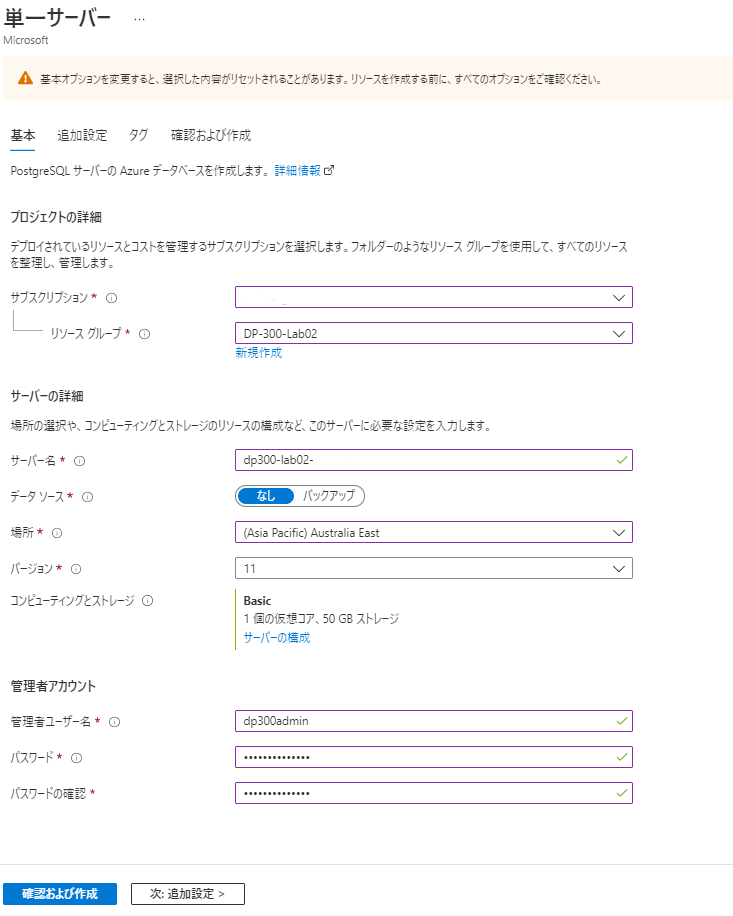 単一サーバー ...
Microsoft
基本オプションを変更すると、選択した内容がリセットされることがあります。リソースを作成する前に、すべてのオプションをご確認ください。
基本 追加設定 タグ 確認および作成
PostgreSQL サーバーの Azure データベースを作成します。 詳細情報
プロジェクトの詳細
デプロイされているリソースとコストを管理するサブスクリプションを選択します。フォルダーのようなリソース グループを使用して、すべてのリソース
を整理し、管理します。
サブスクリプション *
リソース グループ * DP-300-Lab02
新規作成
サーバーの詳細
場所の選択や、コンピューティングとストレージのリソースの構成など、このサーバーに必要な設定を入力します。
サーバー名 * dp300-lab02-
データ ソース * なし バックアップ
場所 * (Asia Pacific) Australia East
バージョン * 11
コンピューティングとストレージ Basic
1 個の仮想コア、50 GB ストレージ
サーバーの構成
管理者アカウント
管理者ユーザー名 * dp300admin
パスワード * ••••••••••••••
パスワードの確認 * ••••••••••••••
確認および作成 次: 追加設定 >